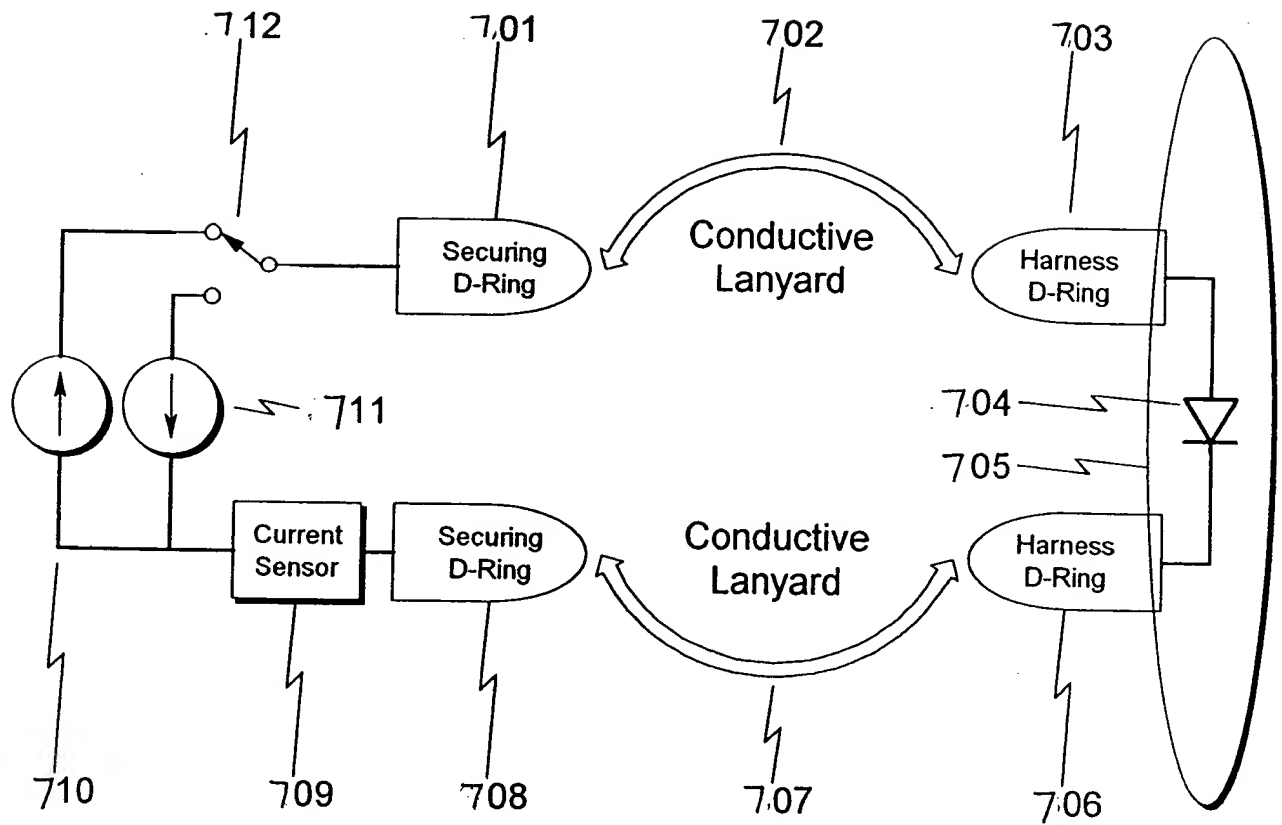 712
701
702
703
Securing
D-Ring
Conductive
Lanyard
Harness
D-Ring
711
704
705
Current
Sensor
Securing
D-Ring
Conductive
Lanyard
Harness
D-Ring
710
709
708
707
706